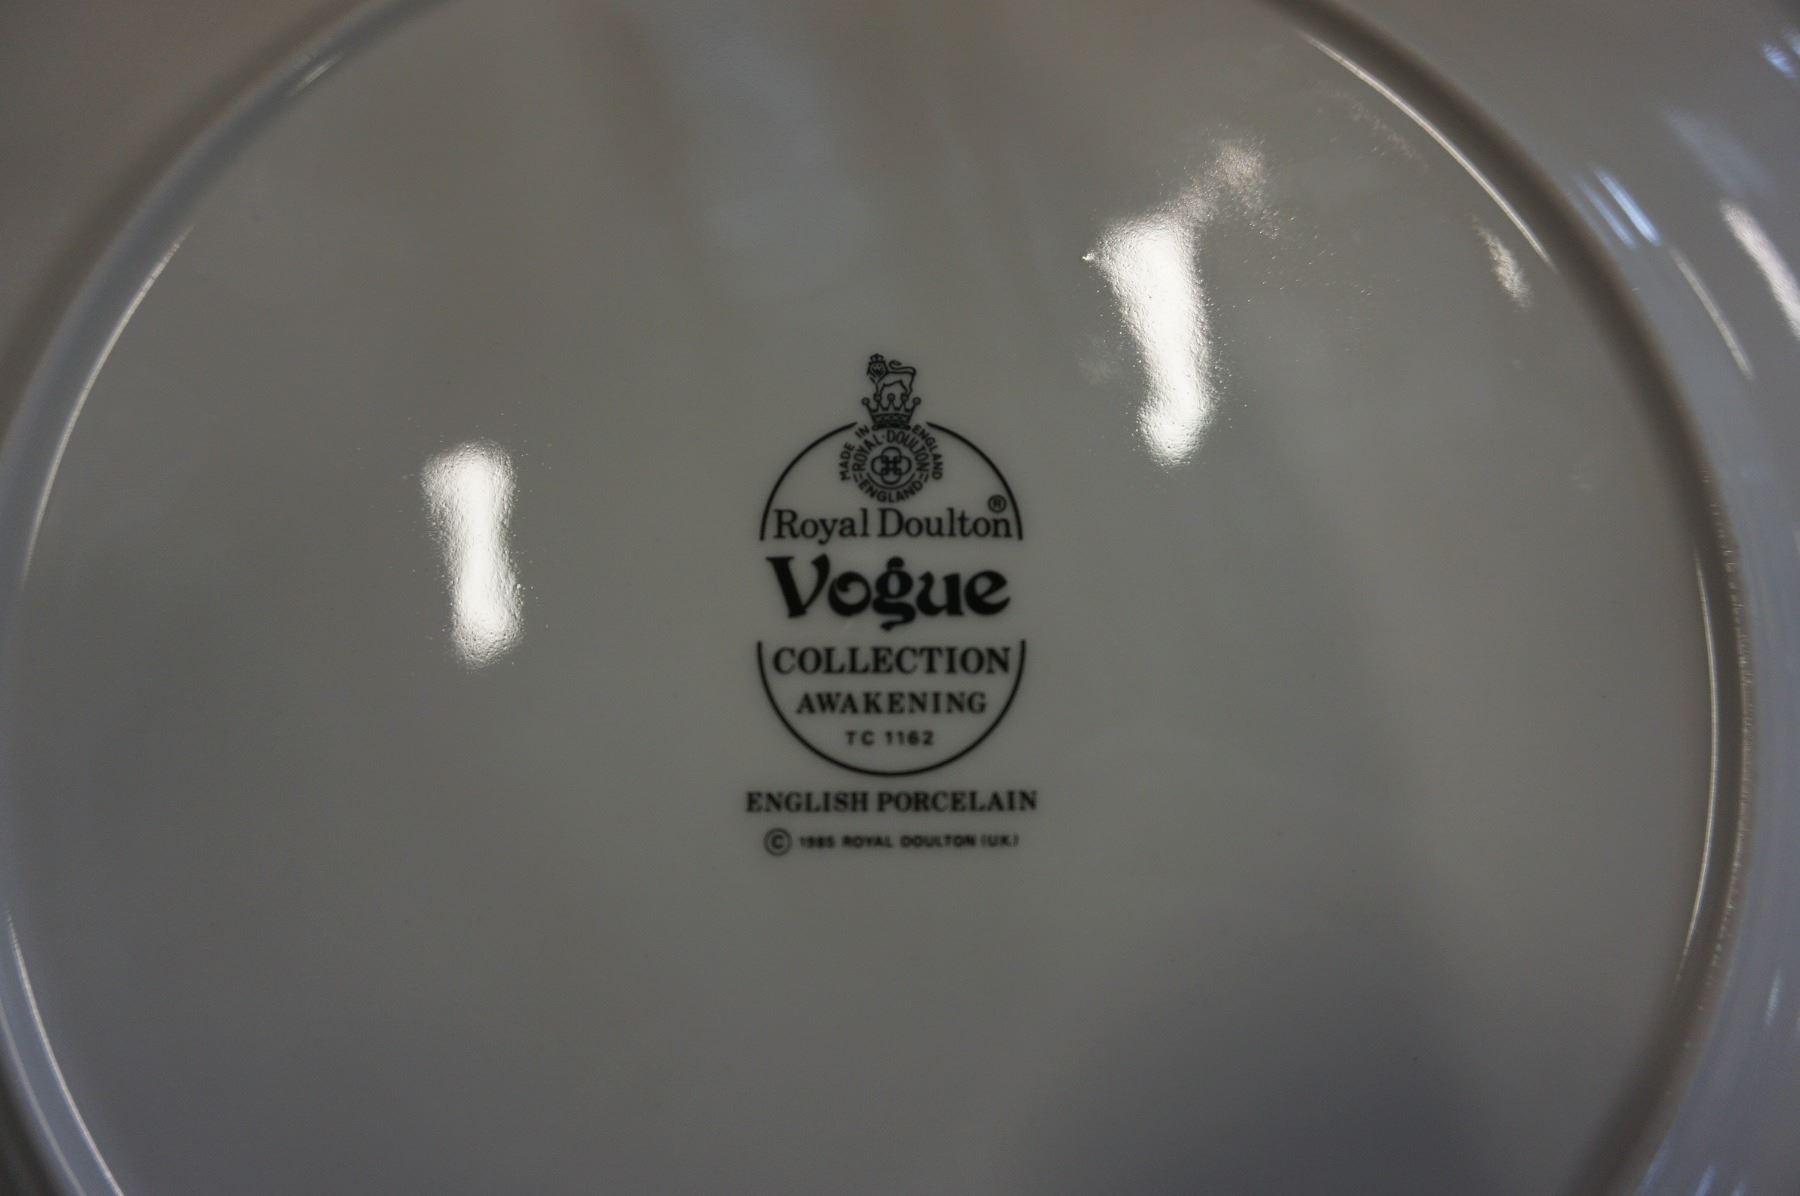 MADE IN ENGLAND
ROYAL·DOULTON
ENGLAND
Royal Doulton®
Vogue
COLLECTION
AWAKENING
TC 1162
ENGLISH PORCELAIN
© 1985 ROYAL DOULTON (UK)